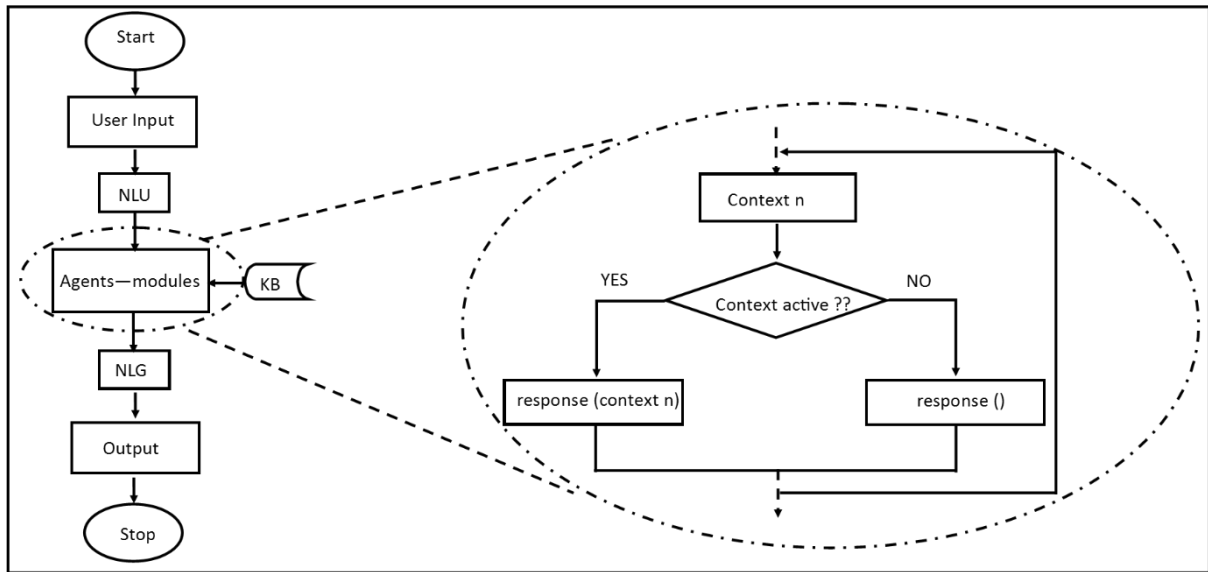 Start
User Input
NLU
Agents—modules
KB
NLG
Output
Stop
Context n
YES
NO
Context active ??
response (context n)
response ()